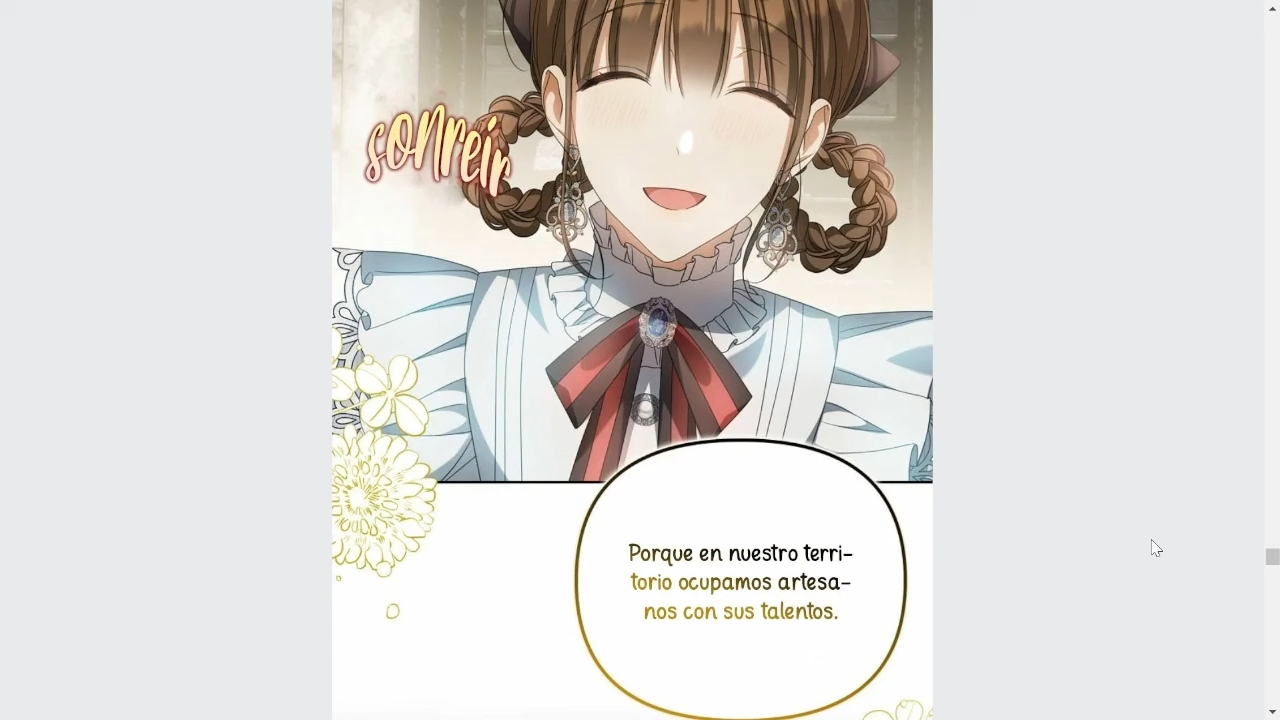 sonreír
Porque en nuestro terri-
torio ocupamos artesa-
nos con sus talentos.